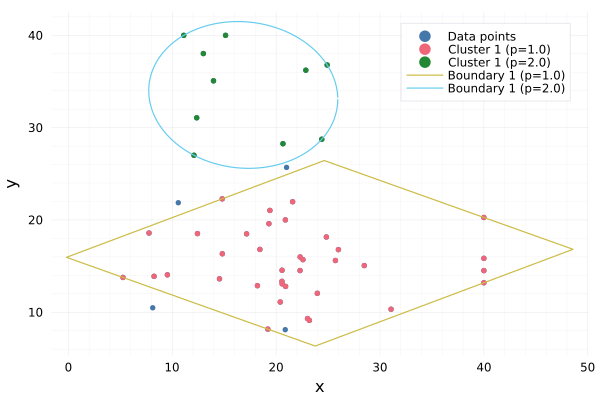 Data points
Cluster 1 (p=1.0)
Cluster 1 (p=2.0)
Boundary 1 (p=1.0)
Boundary 1 (p=2.0)
40
30
20
10
y
0 10 20 30 40 50
x